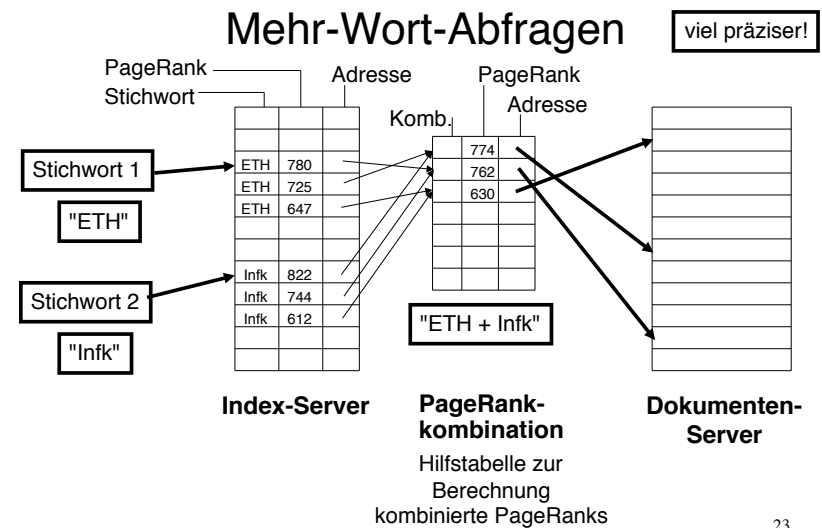 Mehr-Wort-Abfragen
viel präziser!
PageRank
Stichwort
Adresse
PageRank
Adresse
Komb.
Stichwort 1
"ETH"
Stichwort 2
"Infk"
ETH 780
ETH 725
ETH 647
Infk 822
Infk 744
Infk 612
774
762
630
"ETH + Infk"
Index-Server
PageRank-
kombination
Hilfstabelle zur
Berechnung
kombinierte PageRanks
Dokumenten-
Server
23